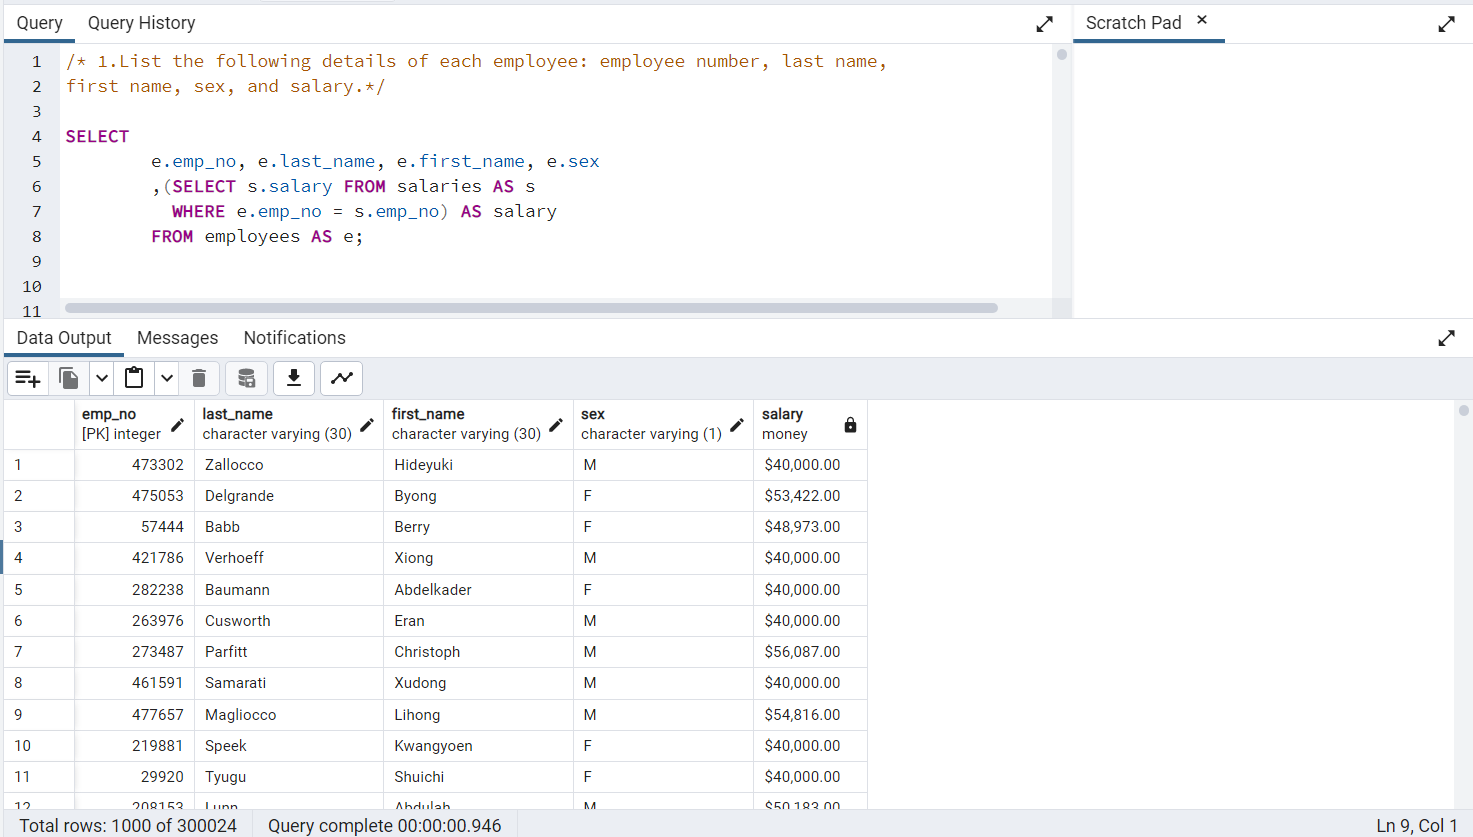 Query Query History Scratch Pad
1 /* 1.List the following details of each employee: employee number, last name,
2 first name, sex, and salary.*/
3
4 SELECT
5 e.emp_no, e.last_name, e.first_name, e.sex
6 ,(SELECT s.salary FROM salaries AS s
7 WHERE e.emp_no = s.emp_no) AS salary
8 FROM employees AS e;
9
10
11
Data Output Messages Notifications
emp_no last_name first_name sex salary
[PK] integer character varying (30) character varying (30) character varying (1) money
1 473302 Zallocco Hideyuki M $40,000.00
2 475053 Delgrande Byong F $53,422.00
3 57444 Babb Berry F $48,973.00
4 421786 Verhoeff Xiong M $40,000.00
5 282238 Baumann Abdelkader F $40,000.00
6 263976 Cusworth Eran M $40,000.00
7 273487 Parfitt Christoph M $56,087.00
8 461591 Samarati Xudong M $40,000.00
9 477657 Magliocco Lihong M $54,816.00
10 219881 Speek Kwangyoen F $40,000.00
11 29920 Tyugu Shuichi F $40,000.00
12 208153 Lunn Abdulah M $50,183.00
Total rows: 1000 of 300024 Query complete 00:00:00.946 Ln 9, Col 1